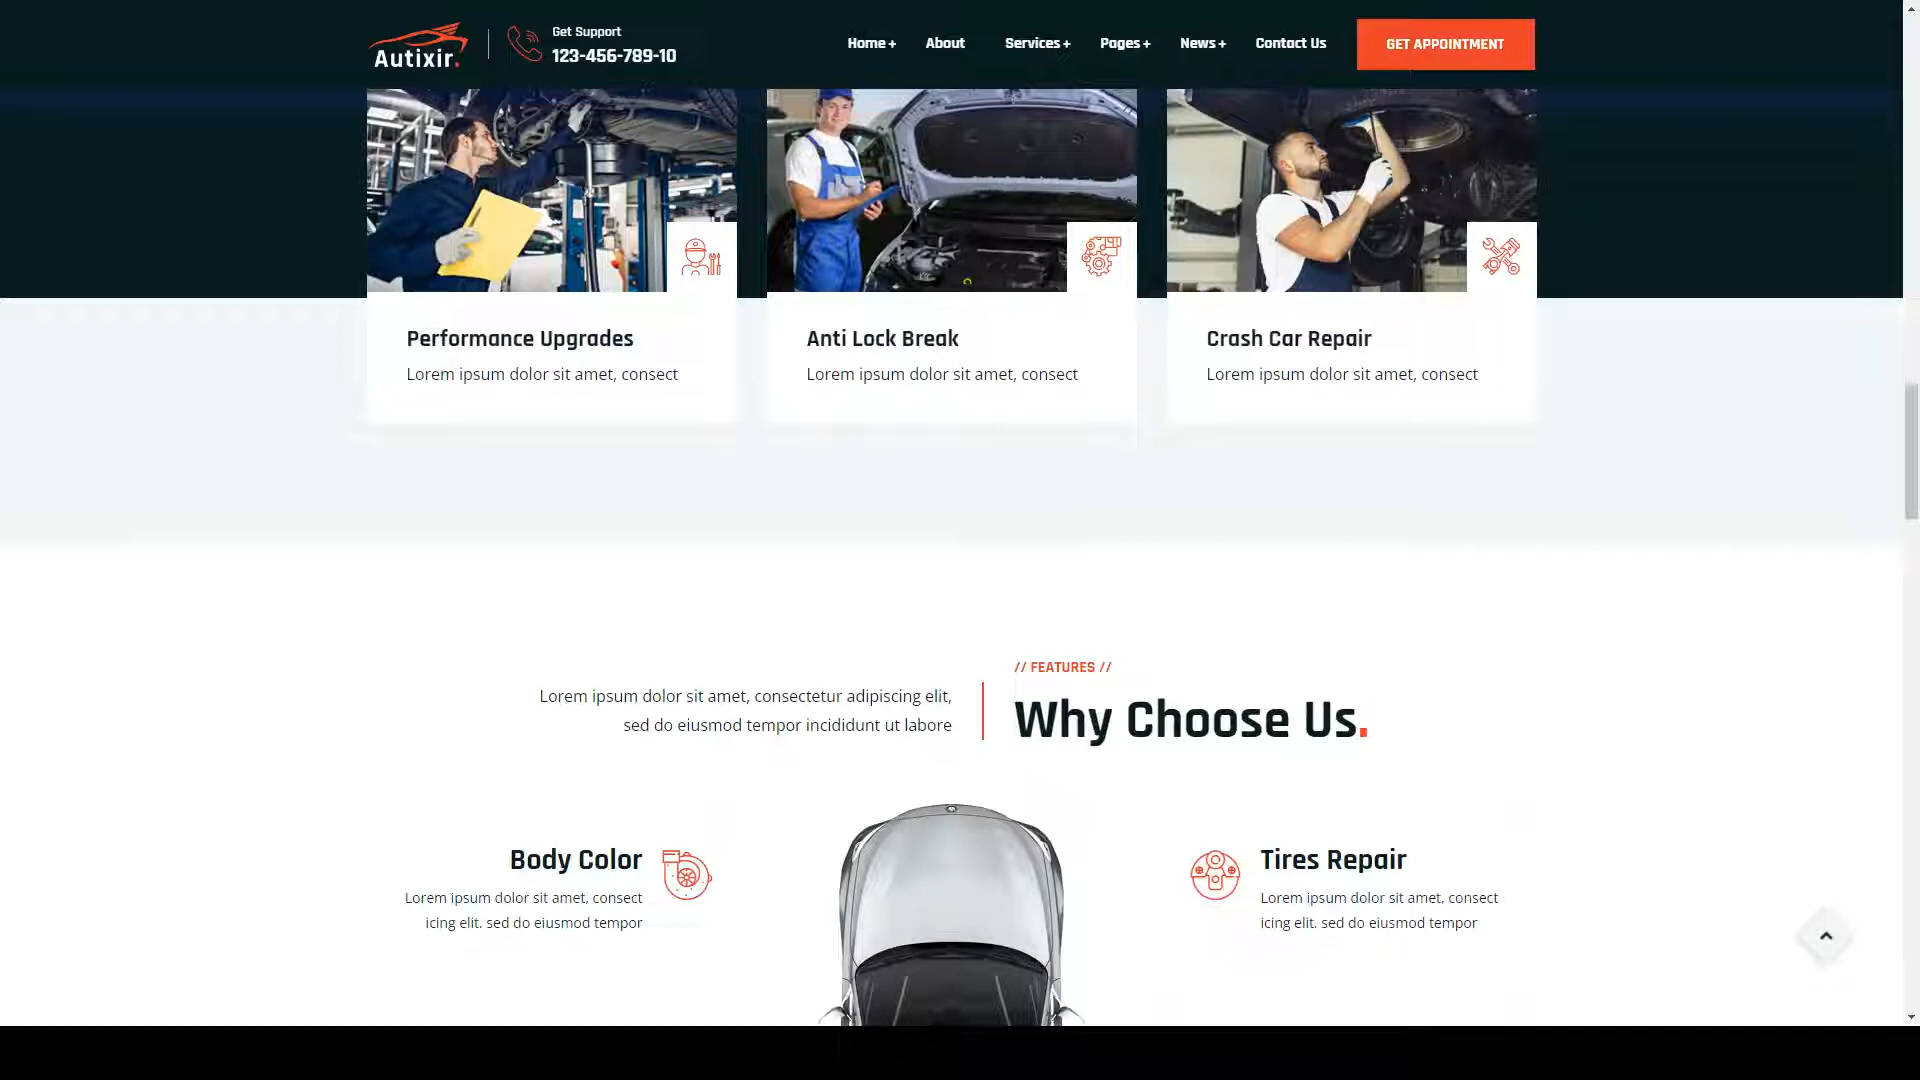 Autixir.
Get Support
123-456-789-10
Home +
About
Services +
Pages +
News +
Contact Us
GET APPOINTMENT
Performance Upgrades
Lorem ipsum dolor sit amet, consect
Anti Lock Break
Lorem ipsum dolor sit amet, consect
Crash Car Repair
Lorem ipsum dolor sit amet, consect
Lorem ipsum dolor sit amet, consectetur adipiscing elit,
sed do eiusmod tempor incididunt ut labore
// FEATURES //
Why Choose Us.
Body Color
Lorem ipsum dolor sit amet, consect
icing elit. sed do eiusmod tempor
Tires Repair
Lorem ipsum dolor sit amet, consect
icing elit. sed do eiusmod tempor